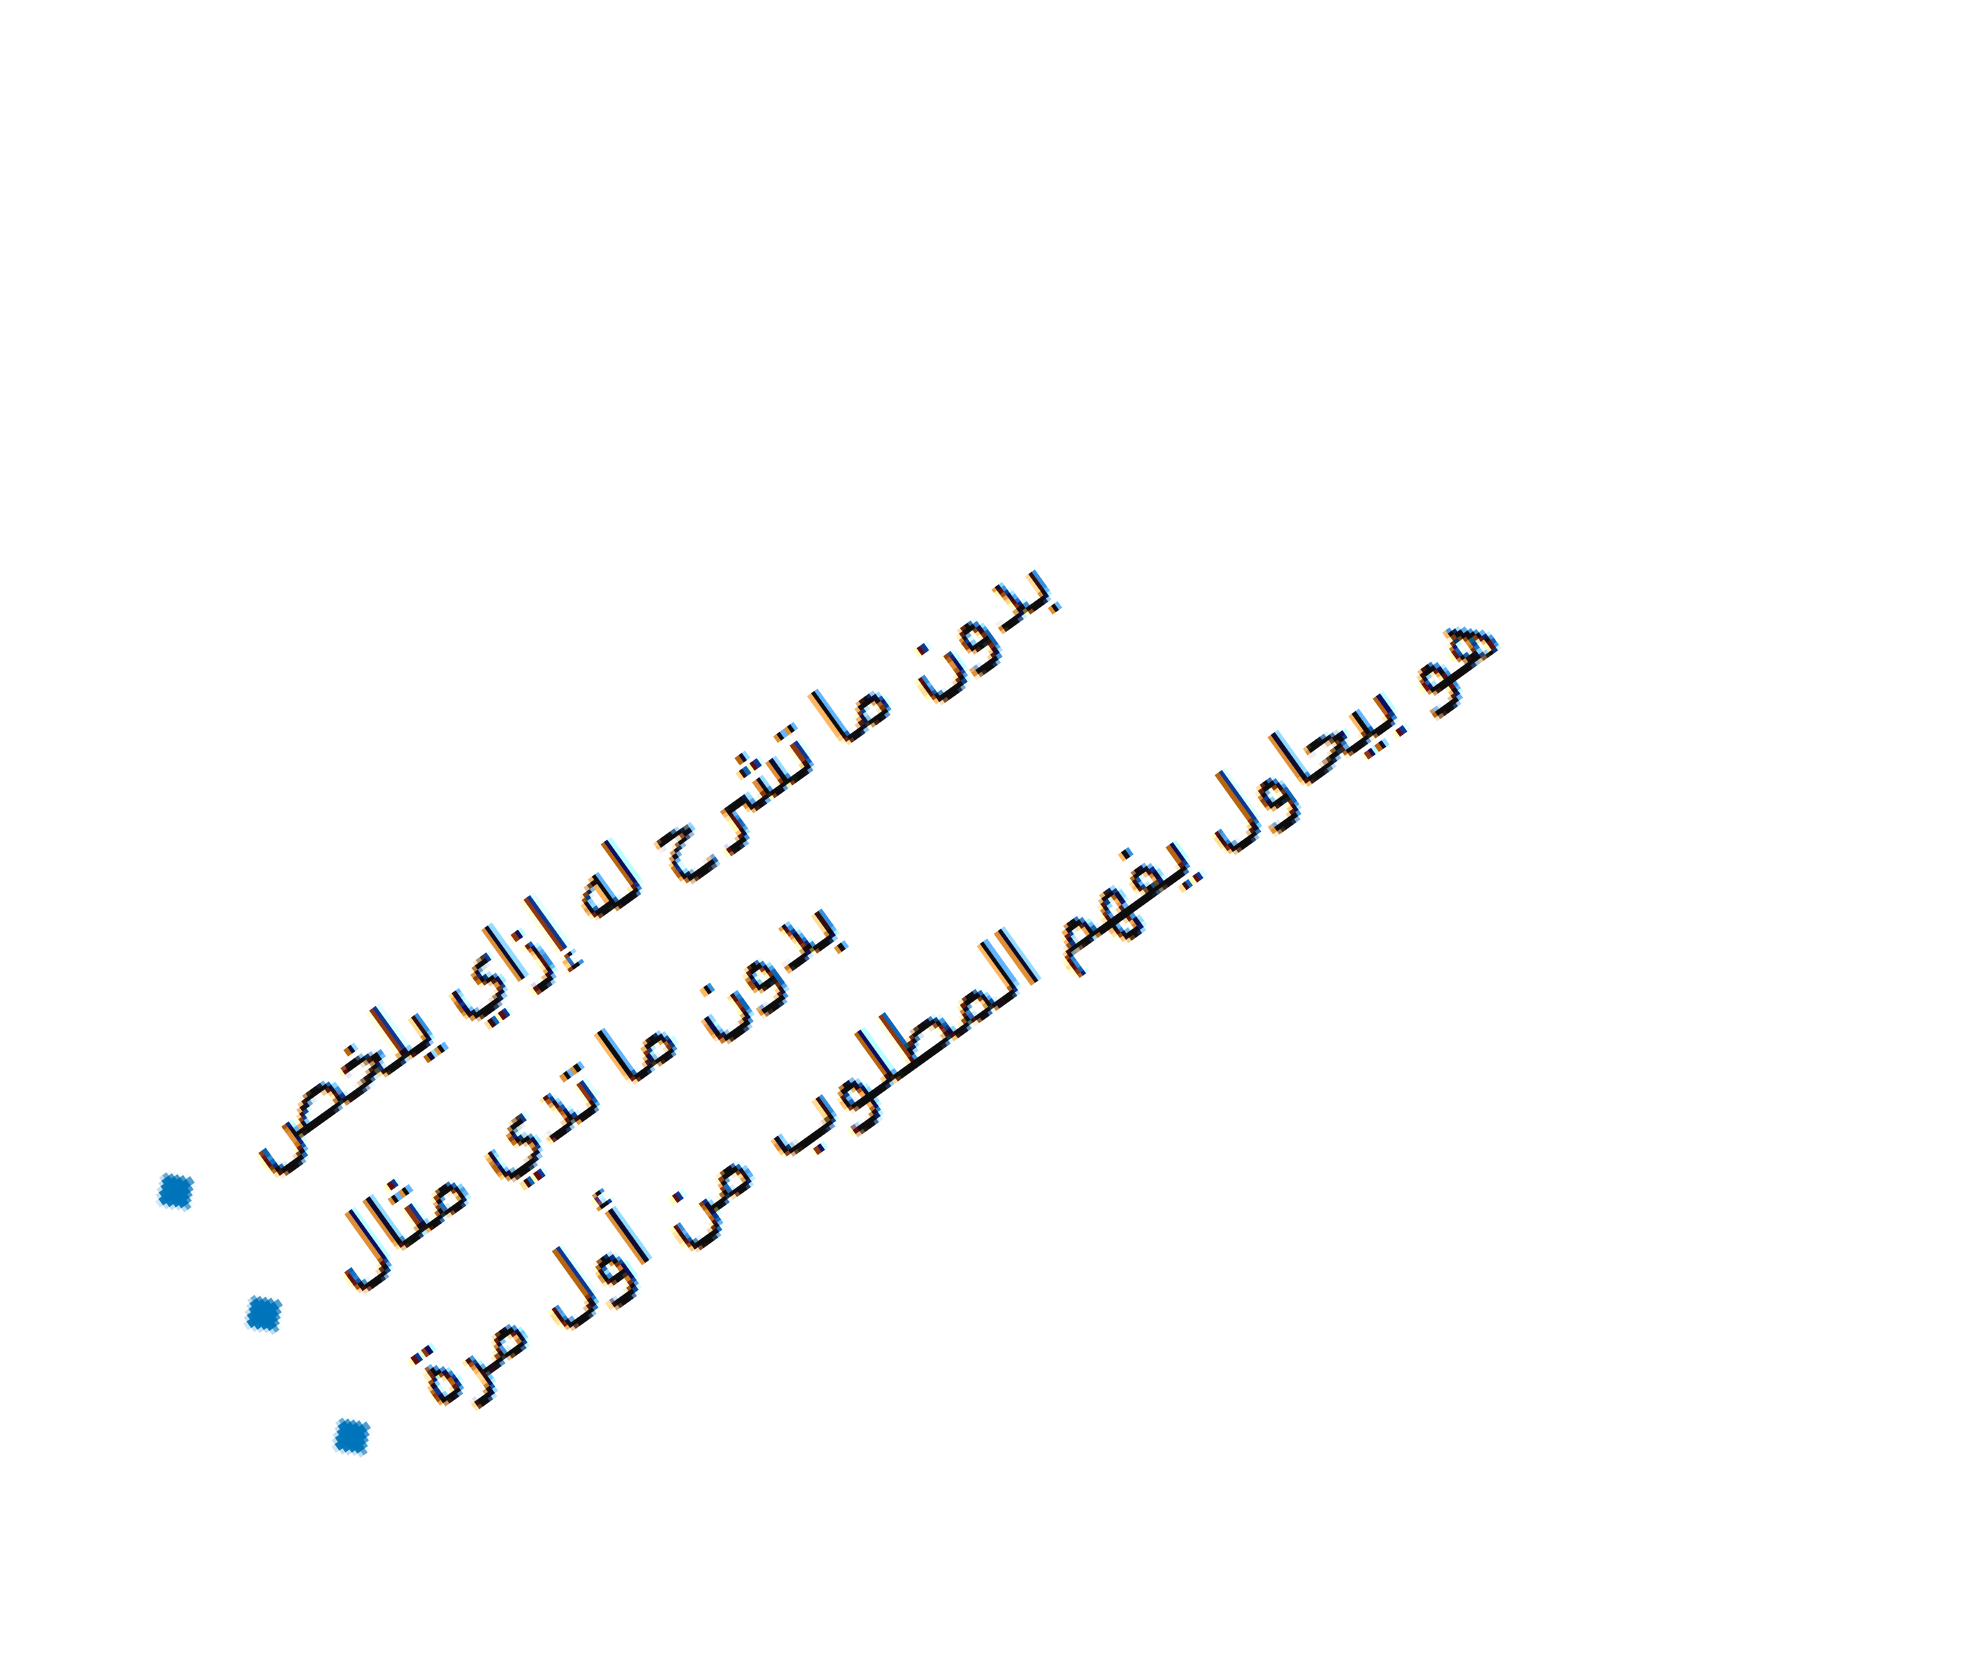 بدون ما تشرح له إزاي يلخص
بدون ما تدي مثال
هو بيحاول يفهم المطلوب من أول مرة